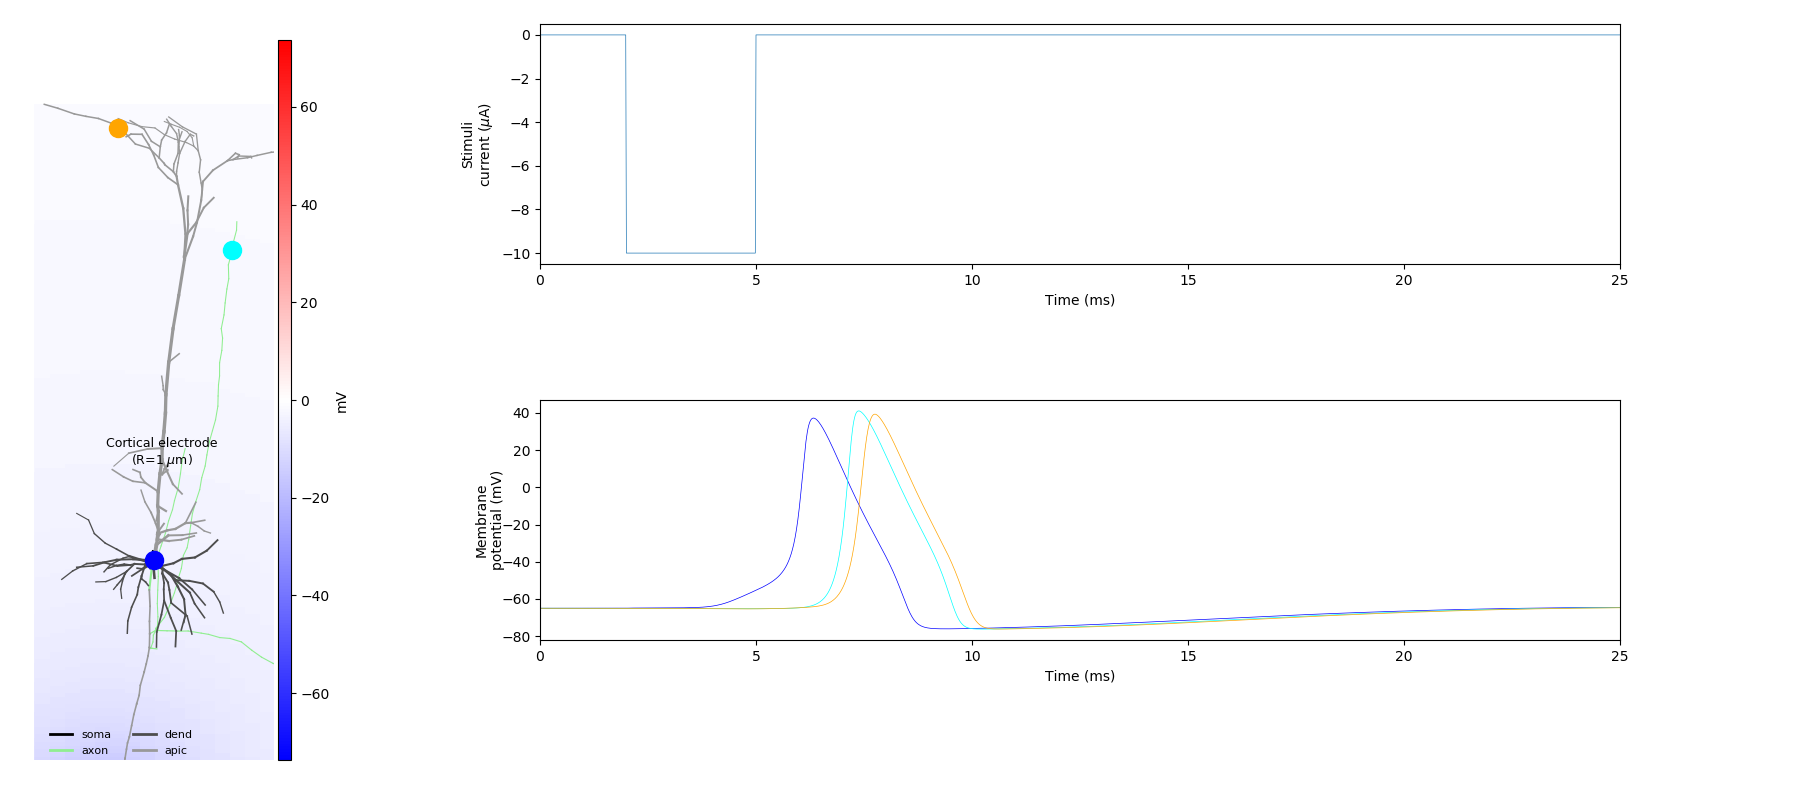 60
40
20
0
−20
−40
−60
mV
Cortical electrode
(R=1 μm)
soma
dend
axon
apic
0
−2
−4
−6
−8
−10
Stimuli
current (μA)
0
5
10
15
20
25
Time (ms)
40
20
0
−20
−40
−60
−80
Membrane
potential (mV)
0
5
10
15
20
25
Time (ms)